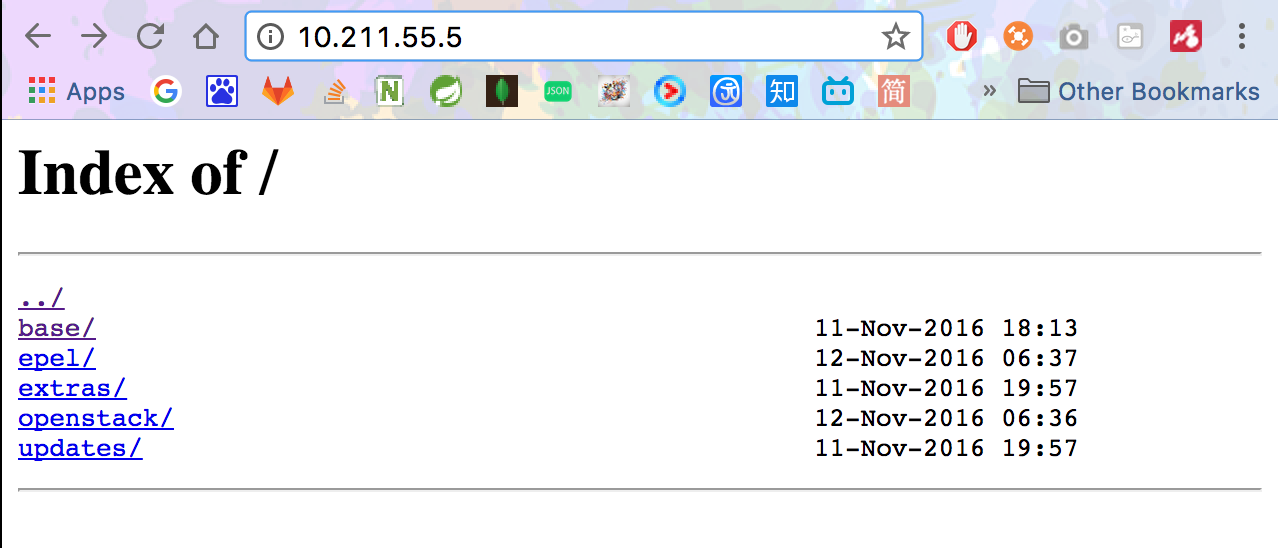 10.211.55.5
Apps G N JSON 知 简 » Other Bookmarks
Index of /
../
base/ 11-Nov-2016 18:13
epel/ 12-Nov-2016 06:37
extras/ 11-Nov-2016 19:57
openstack/ 12-Nov-2016 06:36
updates/ 11-Nov-2016 19:57